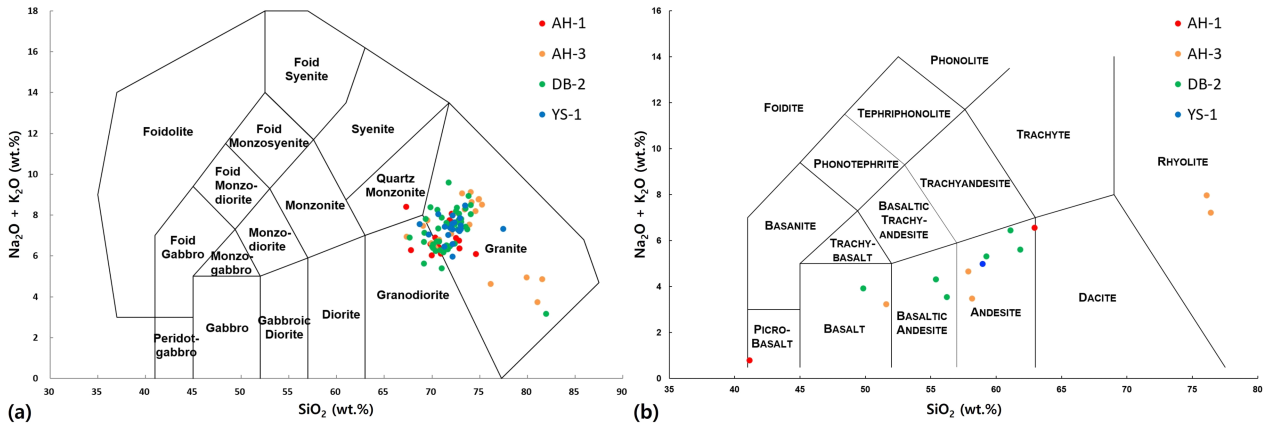 18
16
14
12
10
8
6
4
2
0
Na2O + K2O (wt.%)
30
35
40
45
50
55
60
65
70
75
80
85
90
SiO2 (wt.%)
(a)
AH-1
AH-3
DB-2
YS-1
Foid
Syenite
Foidolite
Foid
Monzosyenite
Syenite
Foid
Monzo-
diorite
Quartz
Monzonite
Monzonite
Monzo-
diorite
Foid
Gabbro
Monzo-
gabbro
Granite
Granodiorite
Diorite
Gabbroic
Diorite
Gabbro
Peridot-
gabbro
16
14
12
10
8
6
4
2
0
Na2O + K2O (wt.%)
35
40
45
50
55
60
65
70
75
80
SiO2 (wt.%)
(b)
AH-1
AH-3
DB-2
YS-1
PHONOLITE
FOIDITE
TEPHRIPHONOLITE
TRACHYTE
PHONOTEPHRITE
RHYOLITE
TRACHYANDESITE
BASANITE
BASALTIC
TRACHY-
ANDESITE
TRACHY-
BASALT
DACITE
ANDESITE
BASALTIC
ANDESITE
BASALT
PICRO-
BASALT